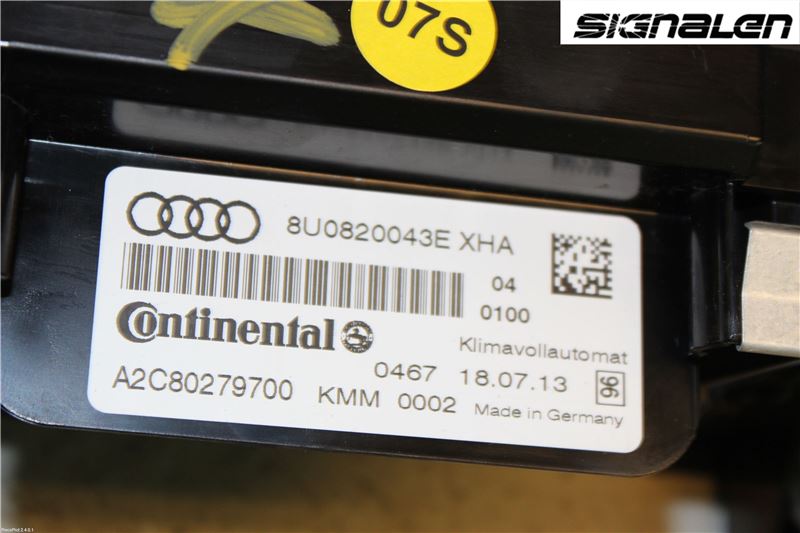 07S
SIGNALEN
8U0820043E XHA
04
0100
Continental
Klimavollautomat
0467 18.07.13 96
A2C80279700 KMM 0002 Made in Germany